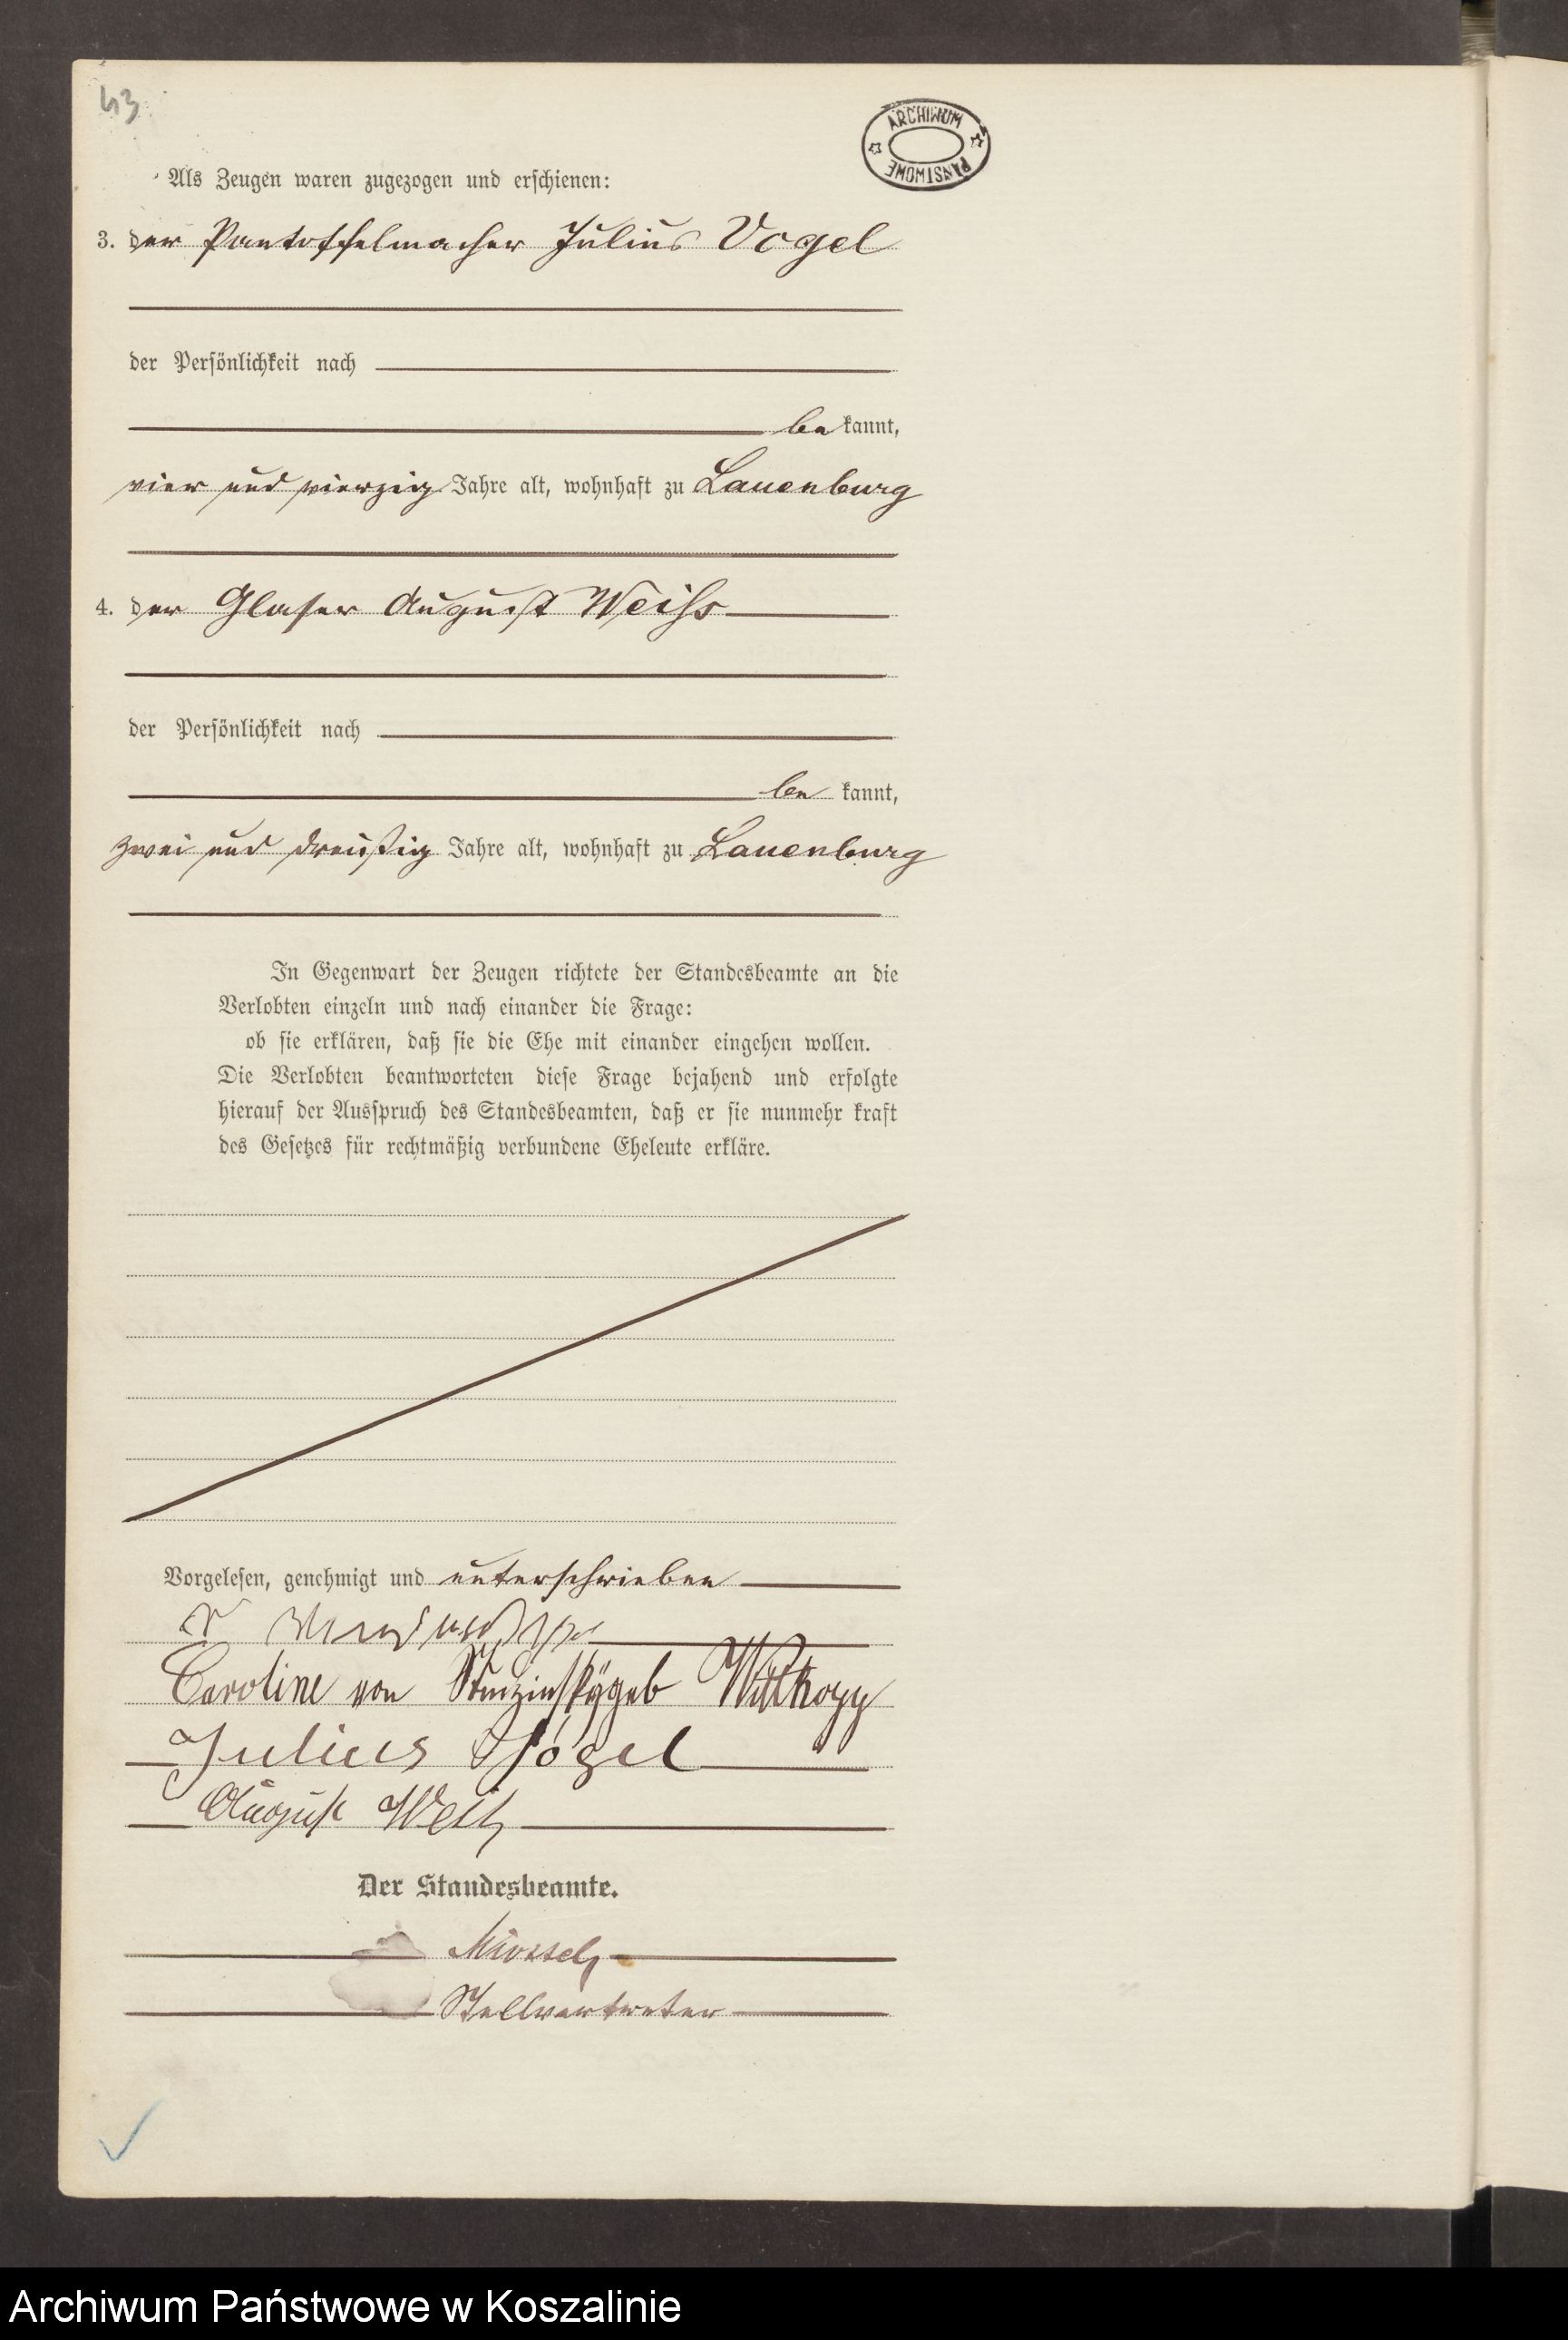 43
ARCHIWUM PAŃSTWOWE
Als Zeugen waren zugezogen und erschienen:
3. der Pantoffelmacher Julius Vogel
der Persönlichkeit nach
be kannt,
vier und vierzig Jahre alt, wohnhaft zu Lauenburg
4. der Glaser August Weiß
der Persönlichkeit nach
be kannt,
zwei und dreißig Jahre alt, wohnhaft zu Lauenburg
In Gegenwart der Zeugen richtete der Standesbeamte an die
Verlobten einzeln und nach einander die Frage:
ob sie erklären, daß sie die Ehe mit einander eingehen wollen.
Die Verlobten beantworteten diese Frage bejahend und erfolgte
hierauf der Ausspruch des Standesbeamten, daß er sie nunmehr kraft
des Gesetzes für rechtmäßig verbundene Eheleute erkläre.
Vorgelesen, genehmigt und unterschrieben
Caroline von geb Wittkopp
Julius Vogel
August Weiß
Der Standesbeamte.
Stellvertreter
Archiwum Państwowe w Koszalinie